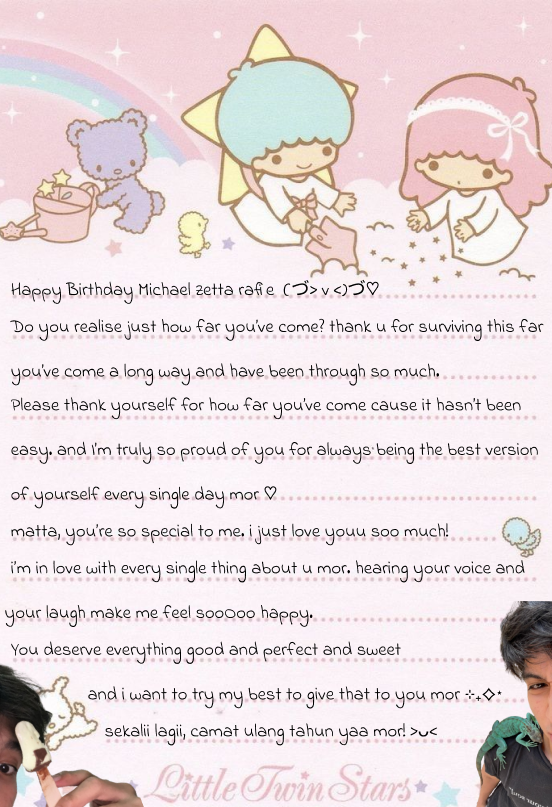 Happy Birthday Michael zetta rafie (づ> v <)づ♡
Do you realise just how far you've come? thank u for surviving this far
you've come a long way and have been through so much.
Please thank yourself for how far you've come cause it hasn't been
easy. and i'm truly so proud of you for always being the best version
of yourself every single day mor ♡
matta, you're so special to me. i just love youu soo much!
i'm in love with every single thing about u mor. hearing your voice and
your laugh make me feel sooOoo happy.
You deserve everything good and perfect and sweet
and i want to try my best to give that to you mor ⊹₊⟡⋆
sekalii lagii, camat ulang tahun yaa mor! >ᴗ<
Little Twin Stars